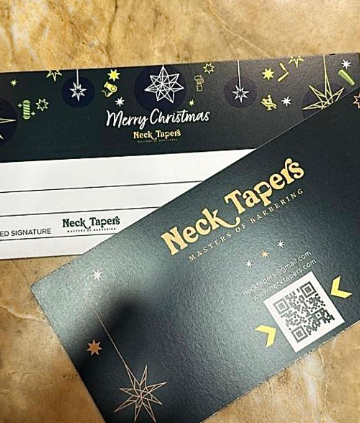 Merry Christmas
Neck Tapers
MASTERS OF BARBERING
ED SIGNATURE
Neck Tapers
MASTERS OF BARBERING
Neck Tapers
MASTERS OF BARBERING
necktapers@gmail.com
www.necktapers.com